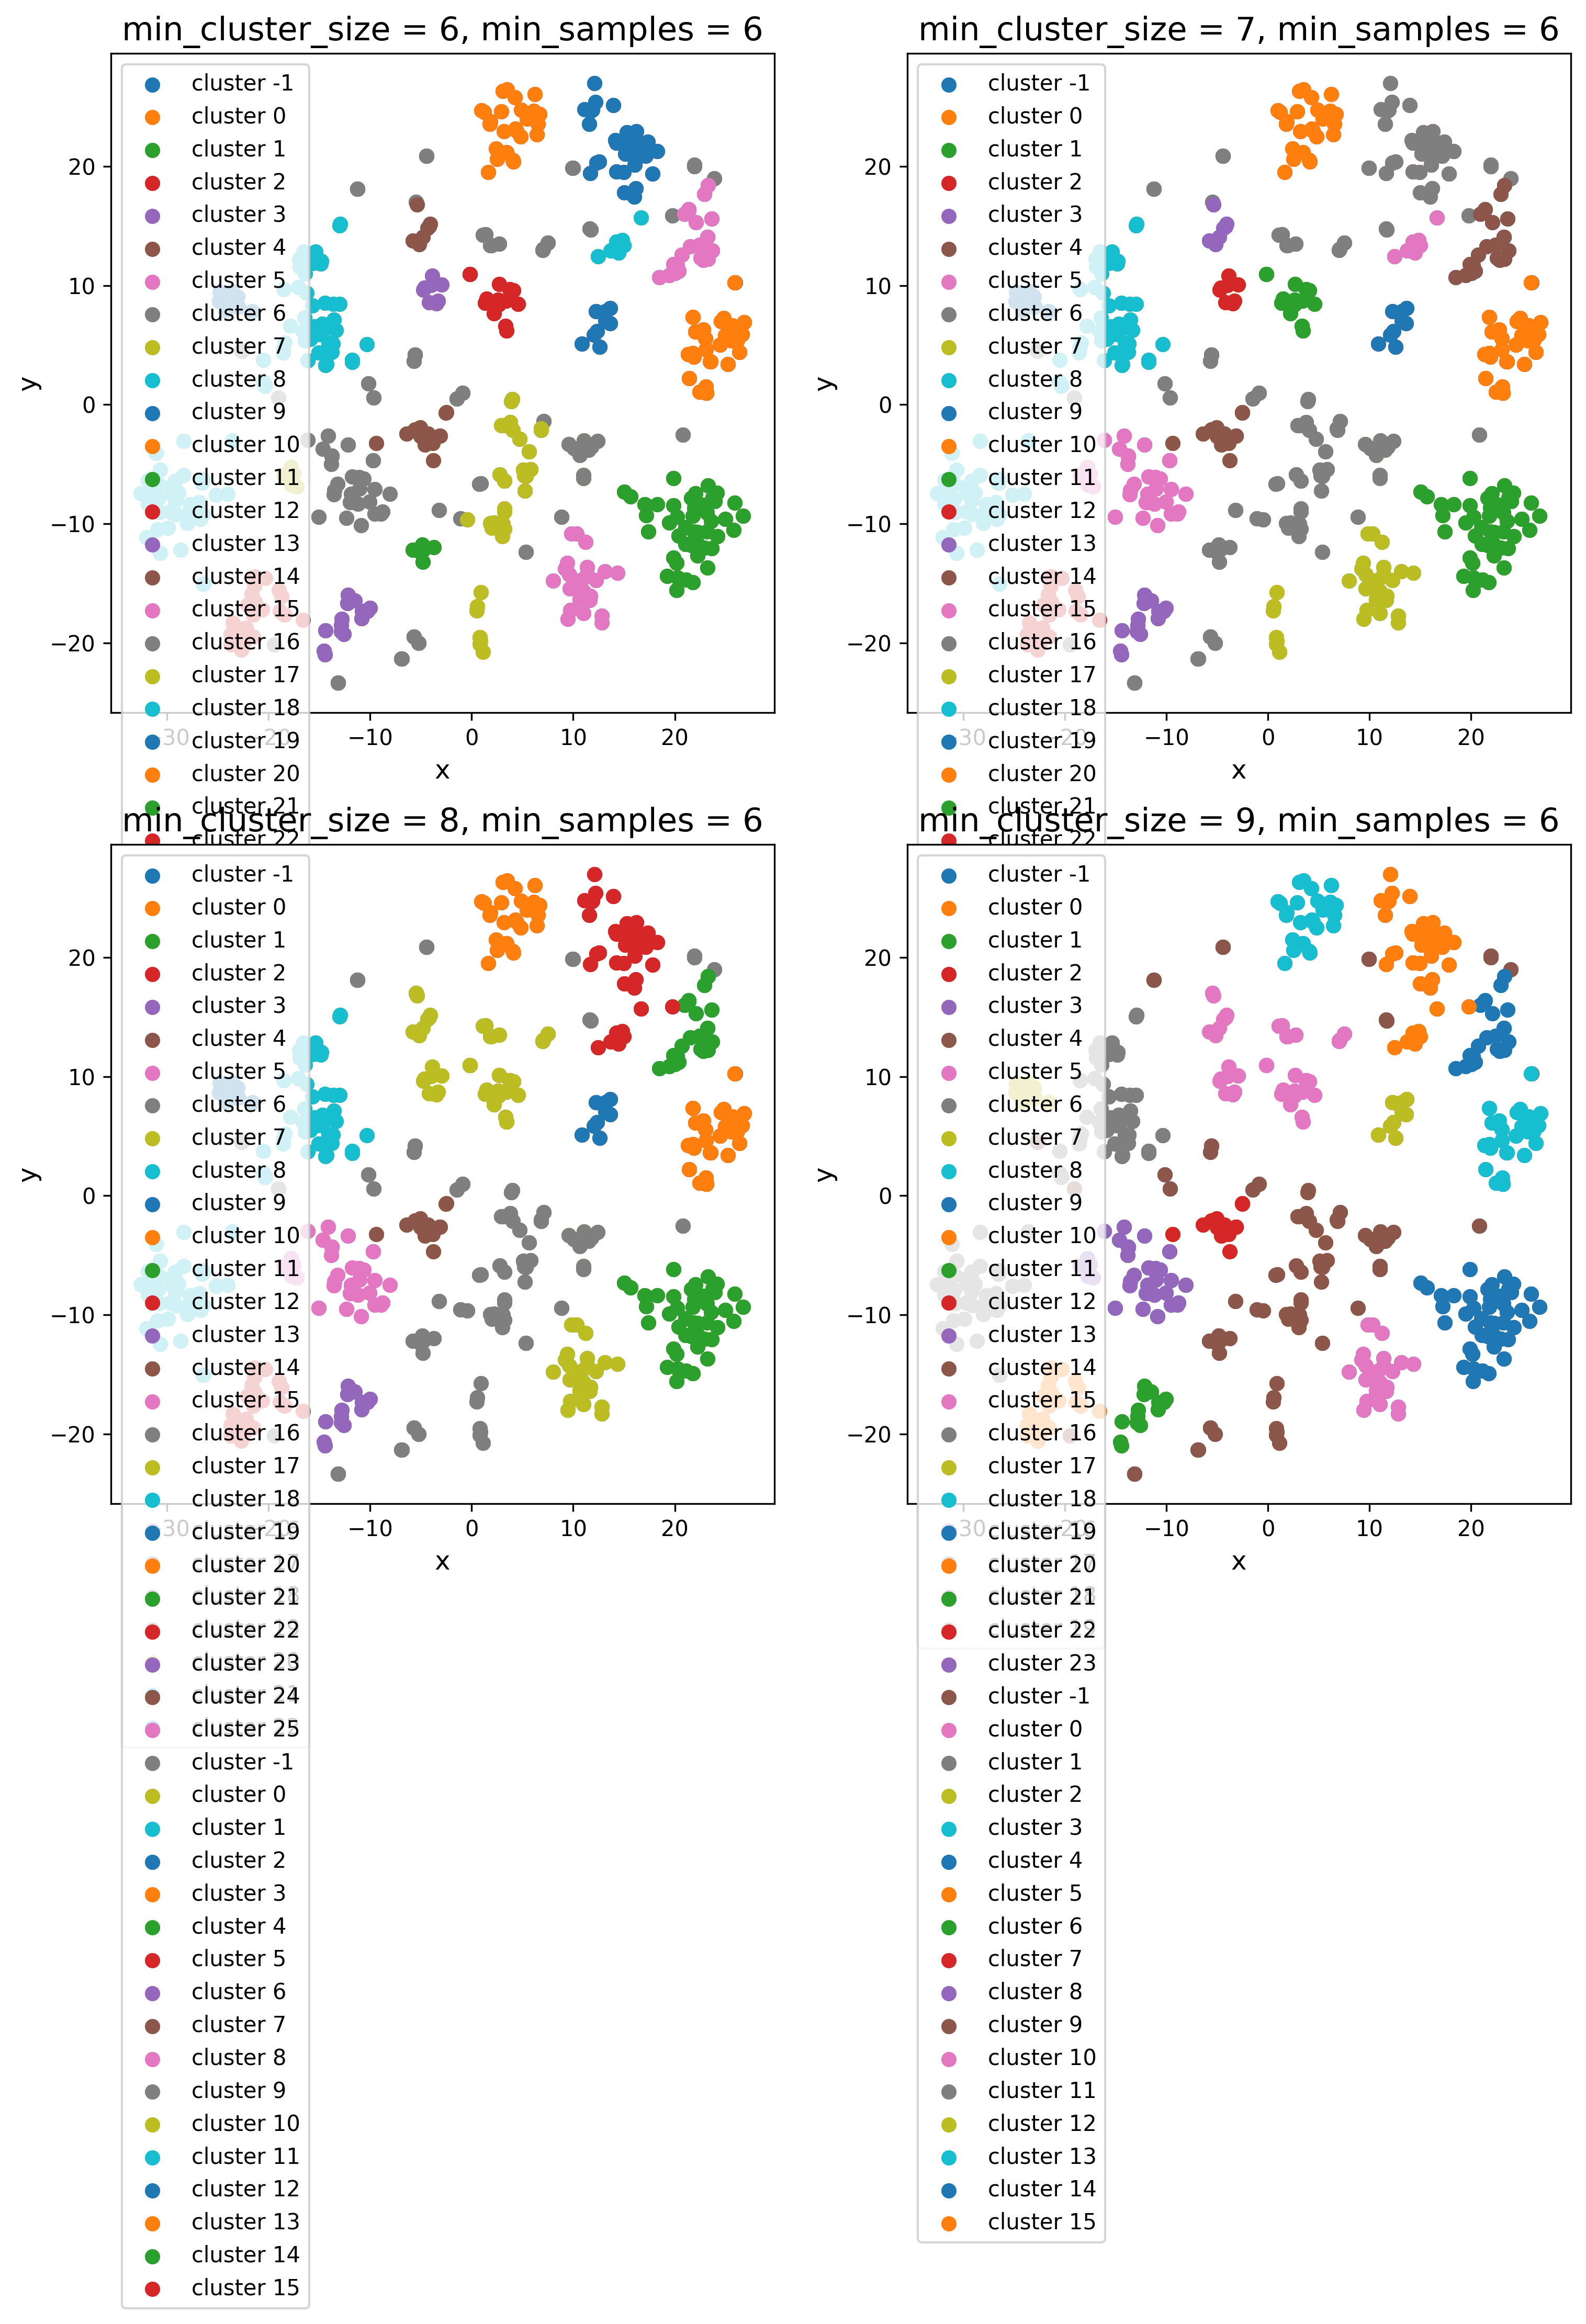 min_cluster_size = 6, min_samples = 6
cluster -1
cluster 0
cluster 1
cluster 2
cluster 3
cluster 4
cluster 5
cluster 6
cluster 7
cluster 8
cluster 9
cluster 10
cluster 11
cluster 12
cluster 13
cluster 14
cluster 15
cluster 16
cluster 17
cluster 18
cluster 19
cluster 20
cluster 21
cluster 22
20
10
0
−10
−20
y
−10
0
10
20
x
min_cluster_size = 7, min_samples = 6
cluster -1
cluster 0
cluster 1
cluster 2
cluster 3
cluster 4
cluster 5
cluster 6
cluster 7
cluster 8
cluster 9
cluster 10
cluster 11
cluster 12
cluster 13
cluster 14
cluster 15
cluster 16
cluster 17
cluster 18
cluster 19
cluster 20
cluster 21
cluster 22
20
10
0
−10
−20
y
−10
0
10
20
x
min_cluster_size = 8, min_samples = 6
cluster -1
cluster 0
cluster 1
cluster 2
cluster 3
cluster 4
cluster 5
cluster 6
cluster 7
cluster 8
cluster 9
cluster 10
cluster 11
cluster 12
cluster 13
cluster 14
cluster 15
cluster 16
cluster 17
cluster 18
cluster 19
cluster 20
cluster 21
cluster 22
cluster 23
cluster 24
cluster 25
cluster -1
cluster 0
cluster 1
cluster 2
cluster 3
cluster 4
cluster 5
cluster 6
cluster 7
cluster 8
cluster 9
cluster 10
cluster 11
cluster 12
cluster 13
cluster 14
cluster 15
20
10
0
−10
−20
y
−10
0
10
20
x
min_cluster_size = 9, min_samples = 6
cluster -1
cluster 0
cluster 1
cluster 2
cluster 3
cluster 4
cluster 5
cluster 6
cluster 7
cluster 8
cluster 9
cluster 10
cluster 11
cluster 12
cluster 13
cluster 14
cluster 15
cluster 16
cluster 17
cluster 18
cluster 19
cluster 20
cluster 21
cluster 22
cluster 23
cluster -1
cluster 0
cluster 1
cluster 2
cluster 3
cluster 4
cluster 5
cluster 6
cluster 7
cluster 8
cluster 9
cluster 10
cluster 11
cluster 12
cluster 13
cluster 14
cluster 15
20
10
0
−10
−20
y
−10
0
10
20
x